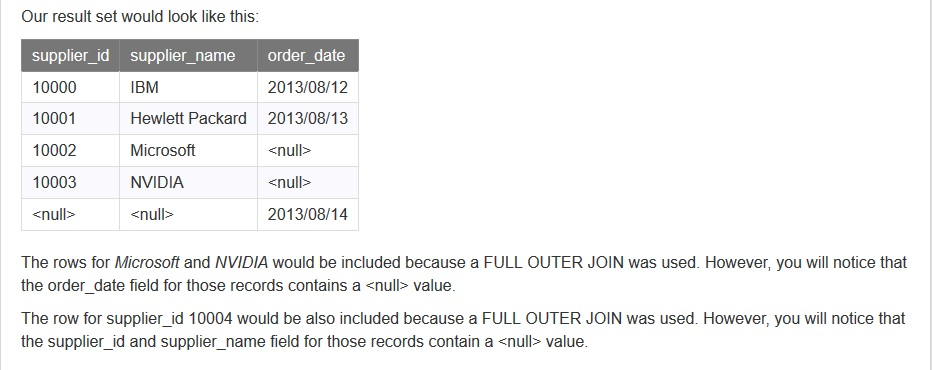 Our result set would look like this:
supplier_id supplier_name order_date
10000 IBM 2013/08/12
10001 Hewlett Packard 2013/08/13
10002 Microsoft <null>
10003 NVIDIA <null>
<null> <null> 2013/08/14
The rows for Microsoft and NVIDIA would be included because a FULL OUTER JOIN was used. However, you will notice that
the order_date field for those records contains a <null> value.
The row for supplier_id 10004 would be also included because a FULL OUTER JOIN was used. However, you will notice that
the supplier_id and supplier_name field for those records contain a <null> value.